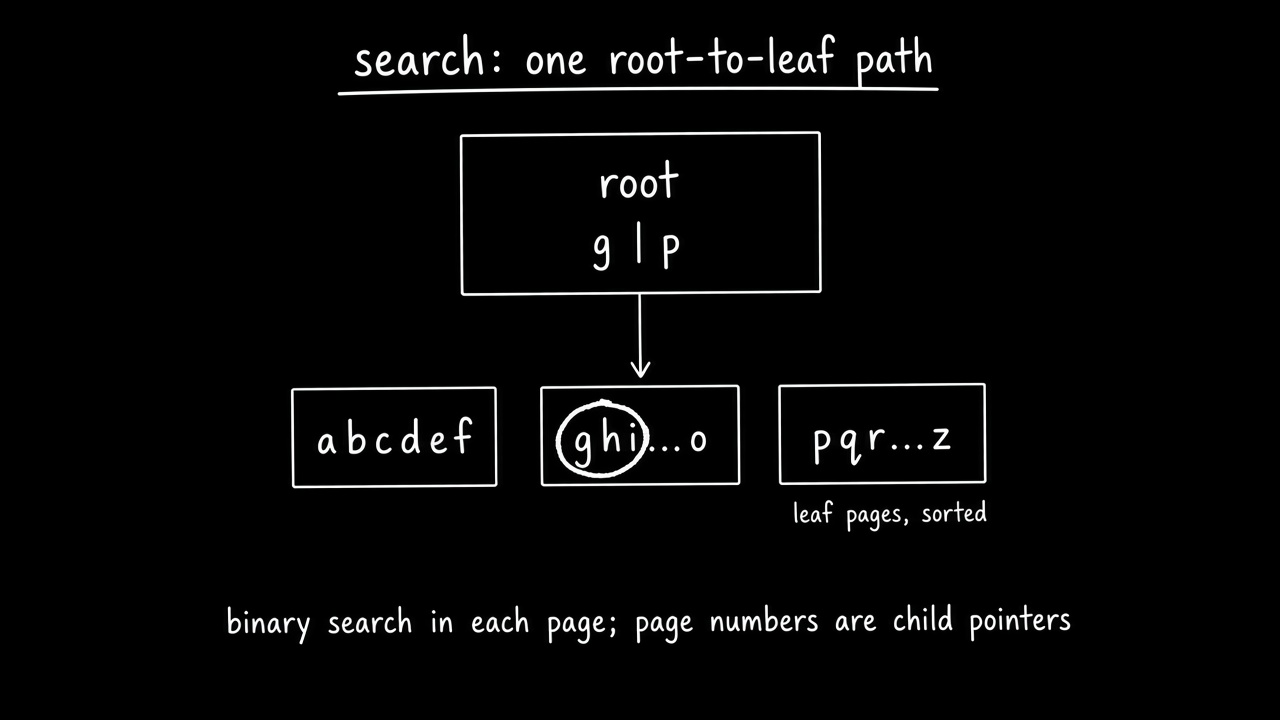 search: one root-to-leaf path
root
g | p
a b c d e f
g h i ... o
p q r ... z
leaf pages, sorted
binary search in each page; page numbers are child pointers